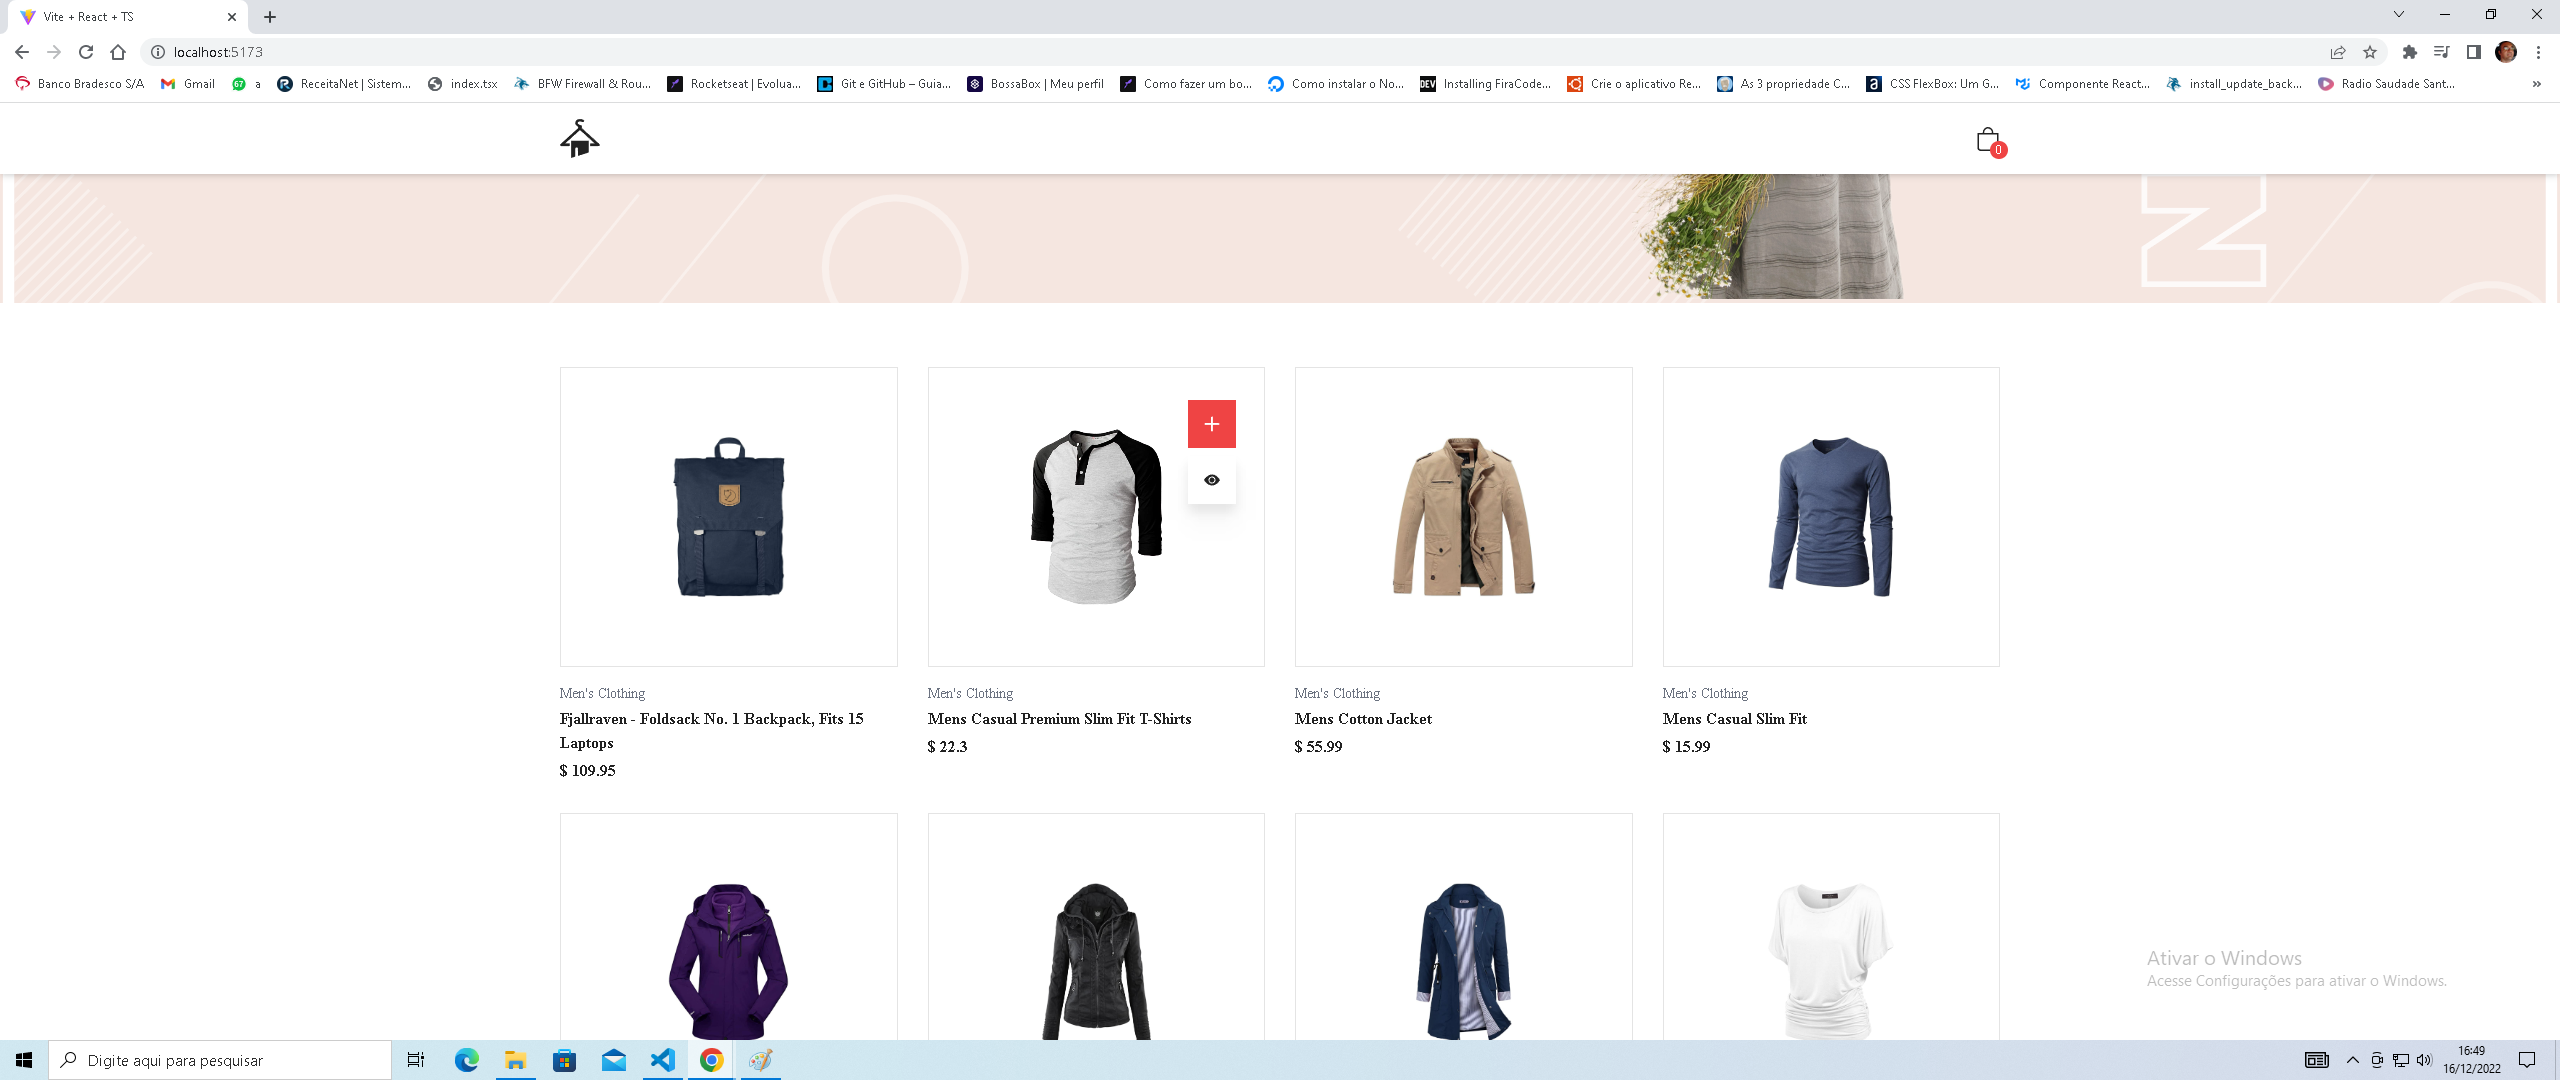 Vite + React + TS
localhost:5173
Banco Bradesco S/A
Gmail
67
a
ReceitaNet | Sistem...
index.tsx
BFW Firewall & Rou...
Rocketseat | Evolua...
Git e GitHub – Guia...
BossaBox | Meu perfil
Como fazer um bo...
Como instalar o No...
DEV
Installing FiraCode...
Crie o aplicativo Re...
As 3 propriedade C...
a
CSS FlexBox: Um G...
Componente React...
install_update_back...
Radio Saudade Sant...
»
0
N
Men's Clothing
Fjallraven - Foldsack No. 1 Backpack, Fits 15
Laptops
$ 109.95
Men's Clothing
Mens Casual Premium Slim Fit T-Shirts
$ 22.3
Men's Clothing
Mens Cotton Jacket
$ 55.99
Men's Clothing
Mens Casual Slim Fit
$ 15.99
Ativar o Windows
Acesse Configurações para ativar o Windows.
Digite aqui para pesquisar
16:49
16/12/2022